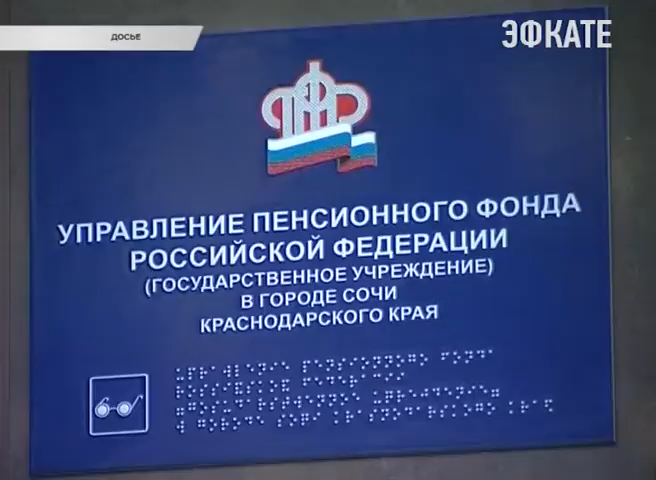 ДОСЬЕ
ЭФКАТЕ
УПРАВЛЕНИЕ ПЕНСИОННОГО ФОНДА
РОССИЙСКОЙ ФЕДЕРАЦИИ
(ГОСУДАРСТВЕННОЕ УЧРЕЖДЕНИЕ)
В ГОРОДЕ СОЧИ
КРАСНОДАРСКОГО КРАЯ